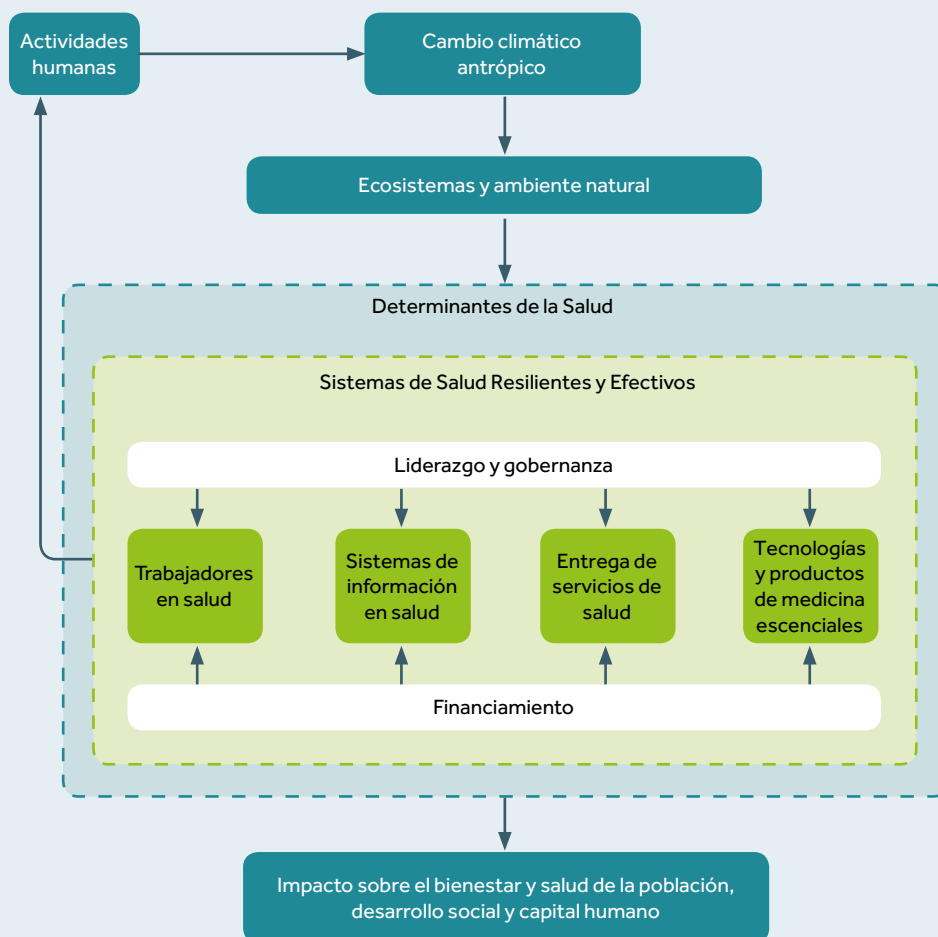 Actividades
humanas
Cambio climático
antrópico
Ecosistemas y ambiente natural
Determinantes de la Salud
Sistemas de Salud Resilientes y Efectivos
Liderazgo y gobernanza
Trabajadores
en salud
Sistemas de
información
en salud
Entrega de
servicios de
salud
Tecnologías
y productos
de medicina
escenciales
Financiamiento
Impacto sobre el bienestar y salud de la población,
desarrollo social y capital humano